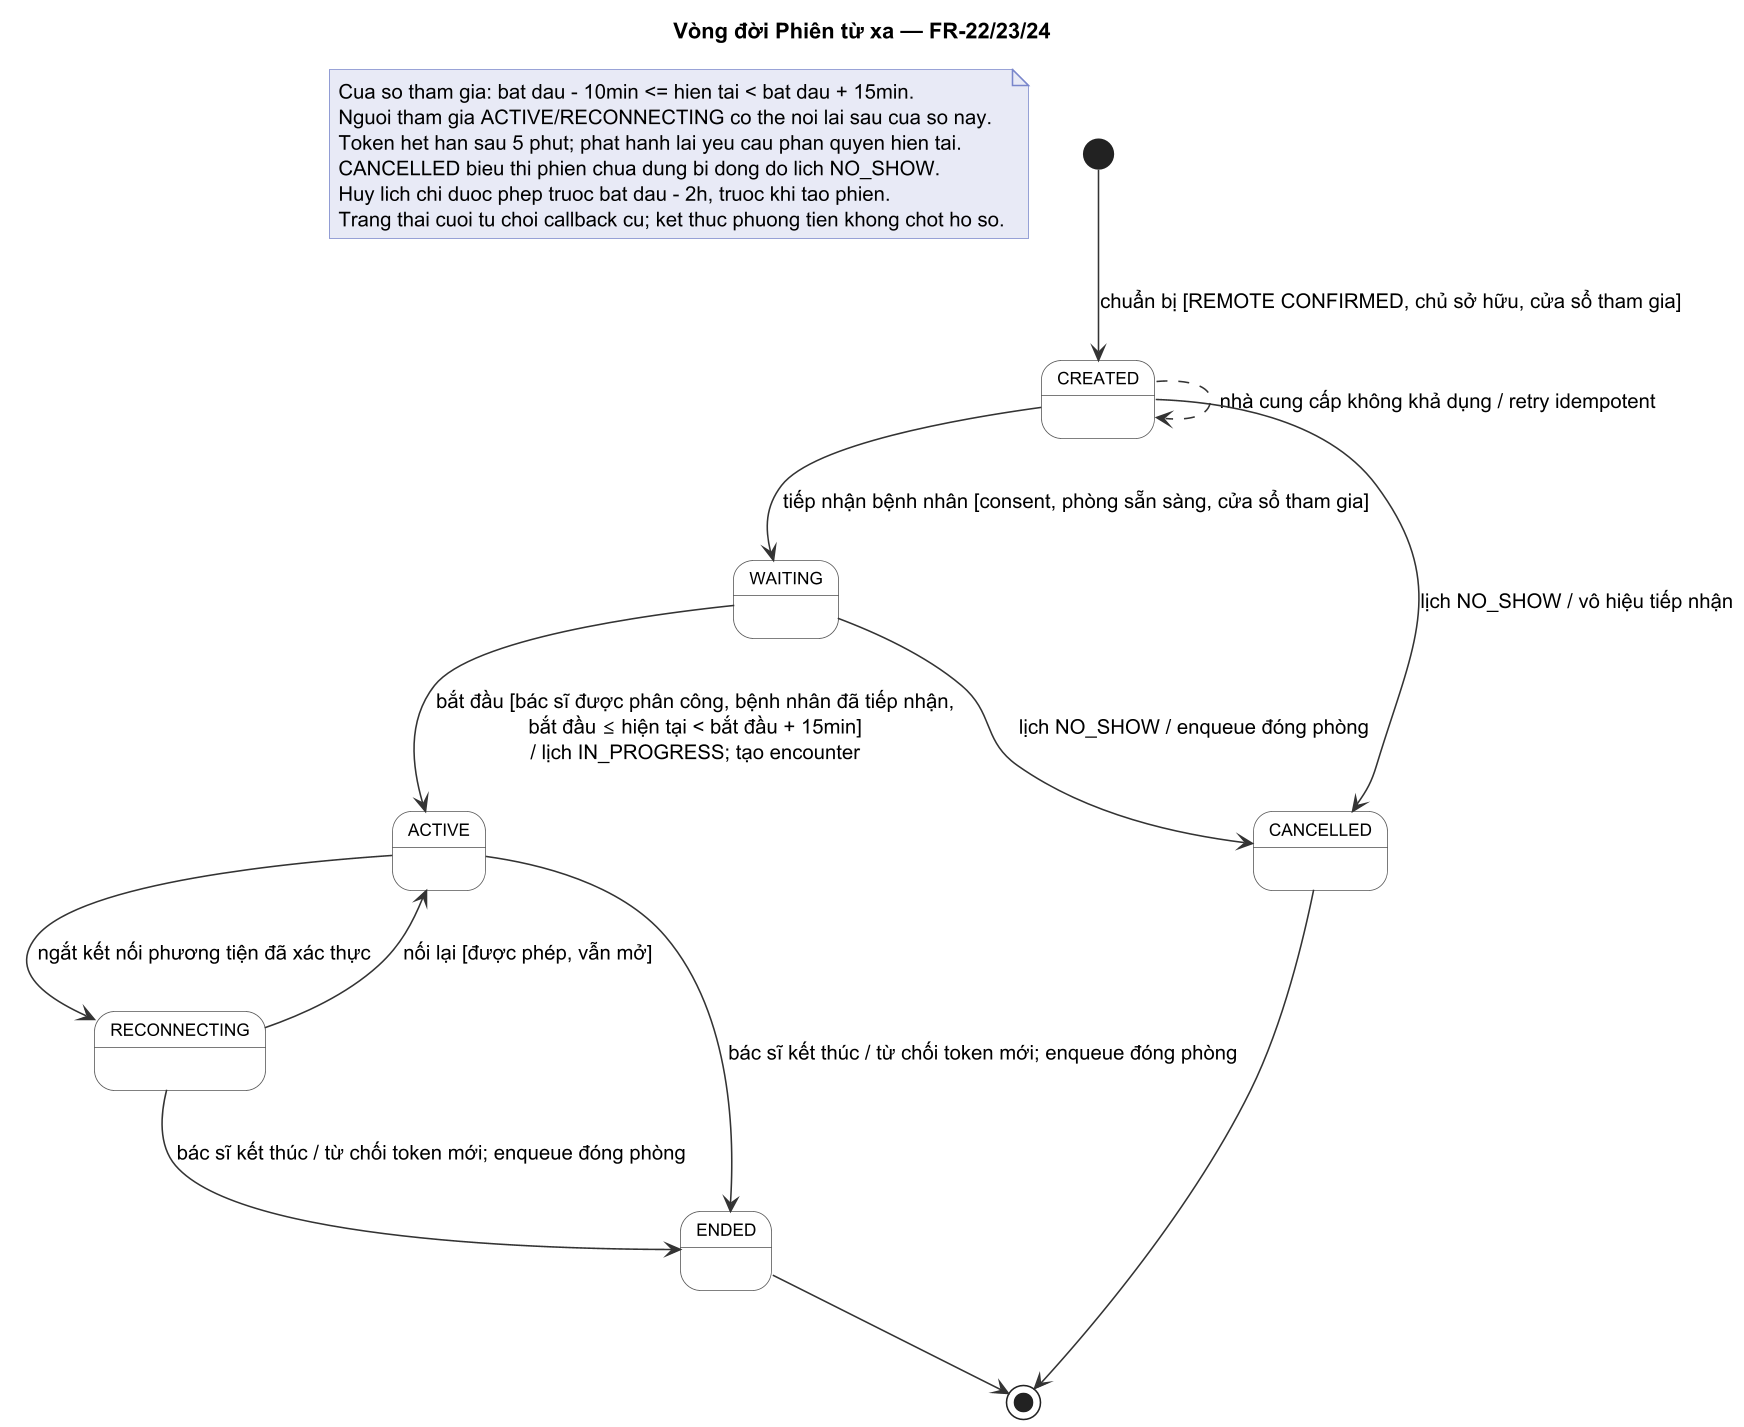 Vòng đời Phiên từ xa — FR-22/23/24
Cua so tham gia: bat dau - 10min <= hien tai < bat dau + 15min.
Nguoi tham gia ACTIVE/RECONNECTING co the noi lai sau cua so nay.
Token het han sau 5 phut; phat hanh lai yeu cau phan quyen hien tai.
CANCELLED bieu thi phien chua dung bi dong do lich NO_SHOW.
Huy lich chi duoc phep truoc bat dau - 2h, truoc khi tao phien.
Trang thai cuoi tu choi callback cu; ket thuc phuong tien khong chot ho so.
chuẩn bị [REMOTE CONFIRMED, chủ sở hữu, cửa sổ tham gia]
CREATED
nhà cung cấp không khả dụng / retry idempotent
tiếp nhận bệnh nhân [consent, phòng sẵn sàng, cửa sổ tham gia]
WAITING
lịch NO_SHOW / vô hiệu tiếp nhận
bắt đầu [bác sĩ được phân công, bệnh nhân đã tiếp nhận,
bắt đầu ≤ hiện tại < bắt đầu + 15min]
/ lịch IN_PROGRESS; tạo encounter
lịch NO_SHOW / enqueue đóng phòng
ACTIVE
CANCELLED
ngắt kết nối phương tiện đã xác thực
nối lại [được phép, vẫn mở]
RECONNECTING
bác sĩ kết thúc / từ chối token mới; enqueue đóng phòng
bác sĩ kết thúc / từ chối token mới; enqueue đóng phòng
ENDED